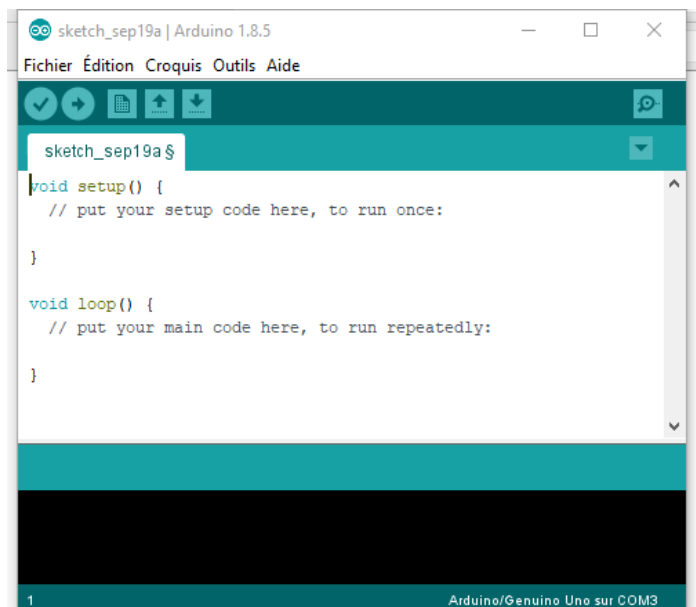 sketch_sep19a | Arduino 1.8.5
Fichier Édition Croquis Outils Aide
sketch_sep19a §
void setup() {
// put your setup code here, to run once:
}
void loop() {
// put your main code here, to run repeatedly:
}
1 Arduino/Genuino Uno sur COM3